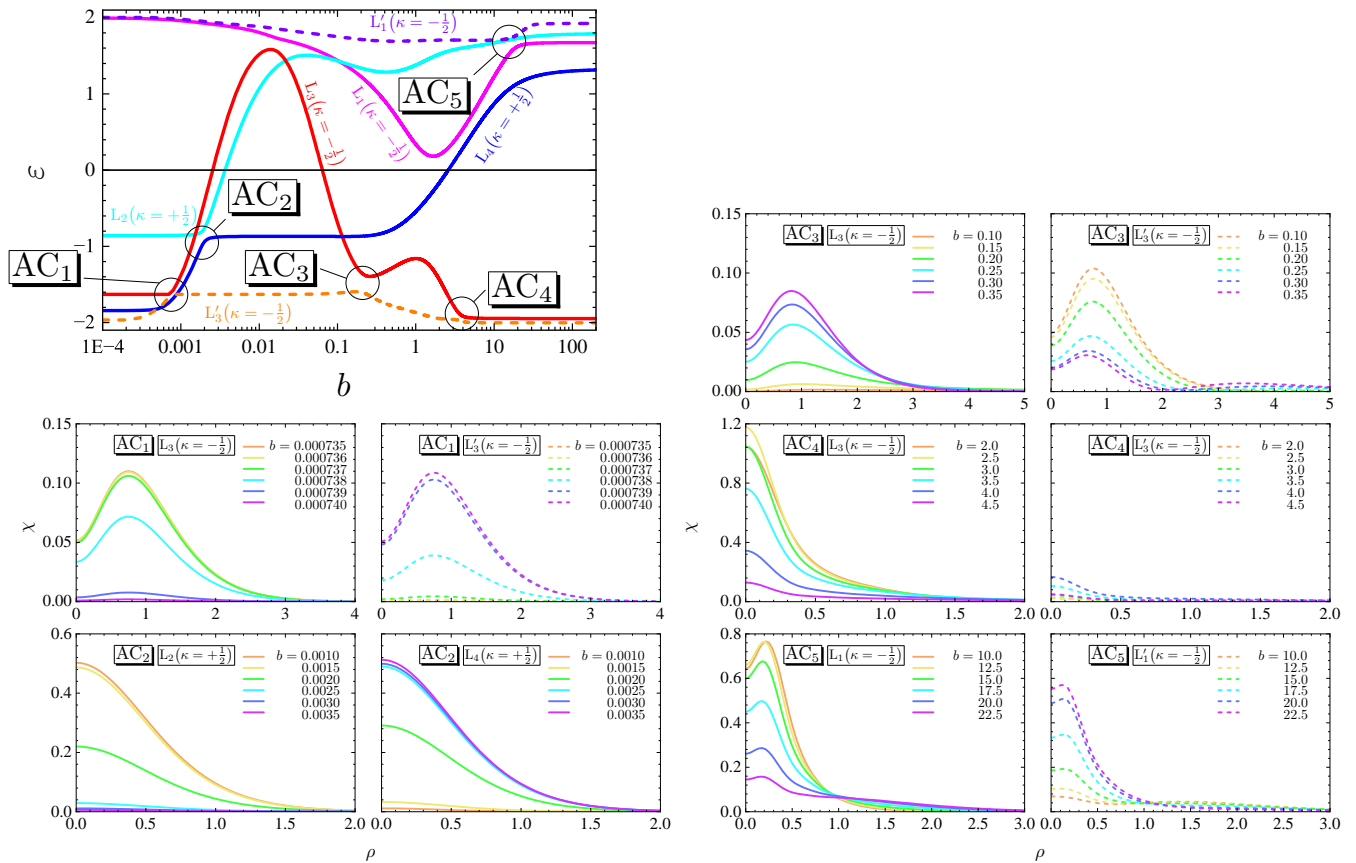 2
1
0
−1
−2
ε
1E-4
0.001
0.01
0.1
1
10
100
b
L′₁(κ = −½)
L₃(κ = −½)
L₁(κ = −½)
L₄(κ = +½)
L₂(κ = +½)
L′₃(κ = −½)
AC₁
AC₂
AC₃
AC₄
AC₅
AC₃ L₃(κ = −½)
b = 0.10
0.15
0.20
0.25
0.30
0.35
0.15
0.10
0.05
0.00
0 1 2 3 4 5
AC₃ L′₃(κ = −½)
b = 0.10
0.15
0.20
0.25
0.30
0.35
0 1 2 3 4 5
AC₁ L₃(κ = −½)
b = 0.000735
0.000736
0.000737
0.000738
0.000739
0.000740
0.15
0.10
0.05
0.00
χ
0 1 2 3 4
AC₁ L′₃(κ = −½)
b = 0.000735
0.000736
0.000737
0.000738
0.000739
0.000740
0 1 2 3 4
AC₄ L₃(κ = −½)
b = 2.0
2.5
3.0
3.5
4.0
4.5
1.2
0.9
0.6
0.3
0.0
χ
0.0 0.5 1.0 1.5 2.0
AC₄ L′₃(κ = −½)
b = 2.0
2.5
3.0
3.5
4.0
4.5
0.0 0.5 1.0 1.5 2.0
AC₂ L₂(κ = +½)
b = 0.0010
0.0015
0.0020
0.0025
0.0030
0.0035
0.6
0.4
0.2
0.0
0.0 0.5 1.0 1.5 2.0
AC₂ L₄(κ = +½)
b = 0.0010
0.0015
0.0020
0.0025
0.0030
0.0035
0.0 0.5 1.0 1.5 2.0
ρ
AC₅ L₁(κ = −½)
b = 10.0
12.5
15.0
17.5
20.0
22.5
0.8
0.6
0.4
0.2
0.0
0.0 0.5 1.0 1.5 2.0 2.5 3.0
AC₅ L′₁(κ = −½)
b = 10.0
12.5
15.0
17.5
20.0
22.5
0.0 0.5 1.0 1.5 2.0 2.5 3.0
ρ